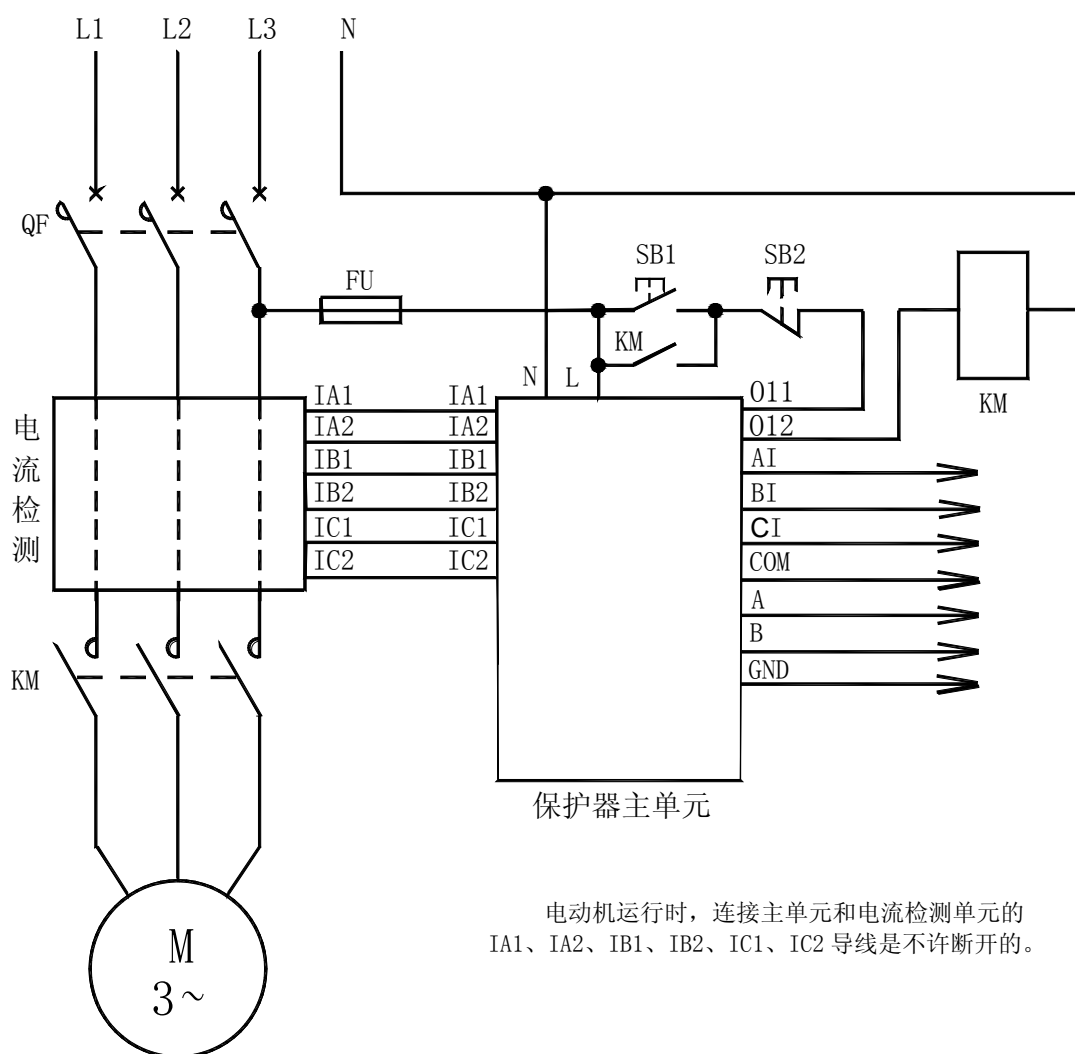 L1 L2 L3 N
QF
FU
SB1 SB2
KM
N L
KM
电流检测
IA1 IA1
IA2 IA2
IB1 IB1
IB2 IB2
IC1 IC1
IC2 IC2
O11
O12
AI
BI
CI
COM
A
B
GND
KM
保护器主单元
M
3~
电动机运行时，连接主单元和电流检测单元的
IA1、IA2、IB1、IB2、IC1、IC2 导线是不许断开的。